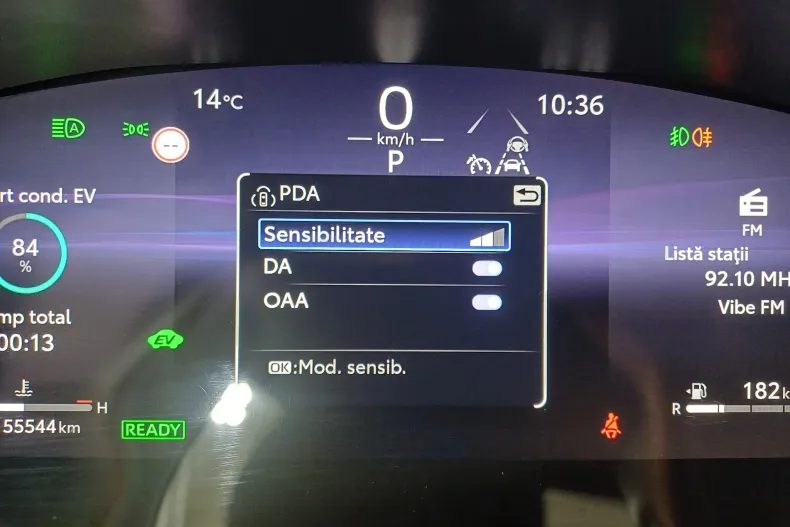 14°C
0
10:36
km/h
P
A
--
rt cond. EV
84
%
mp total
00:13
EV
H
55544 km
READY
PDA
Sensibilitate
DA
OAA
OK:Mod. sensib.
FM
Listă stații
92.10 MH
Vibe FM
182 k
R